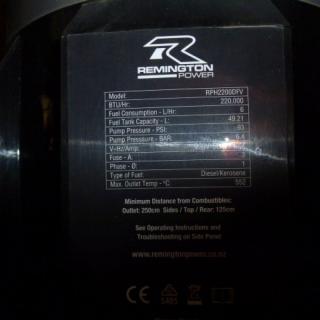 REMINGTON
POWER
Model: RPH2200DFV
BTU/Hr: 220,000
Fuel Consumption - L/Hr: 6
Fuel Tank Capacity - L: 49.21
Pump Pressure - PSI:
Pump Pressure - BAR:
V~Hz/Amp:
Fuse - A:
Phase - Ø: 1
Type of Fuel: Diesel/Kerosene
Max. Outlet Temp - °C 552
Minimum Distance from Combustibles:
Outlet: 250cm Sides / Top / Rear: 125cm
See Operating Instructions and
Troubleshooting on Side Panel
www.remingtonpower.co.nz
CE